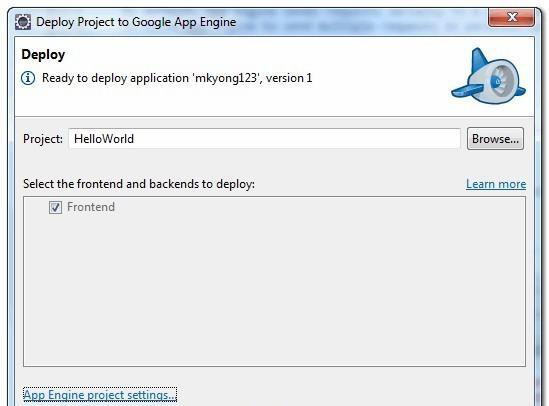 Deploy Project to Google App Engine
Deploy
Ready to deploy application 'mkyong123', version 1
Project: HelloWorld Browse...
Select the frontend and backends to deploy: Learn more
Frontend
App Engine project settings...